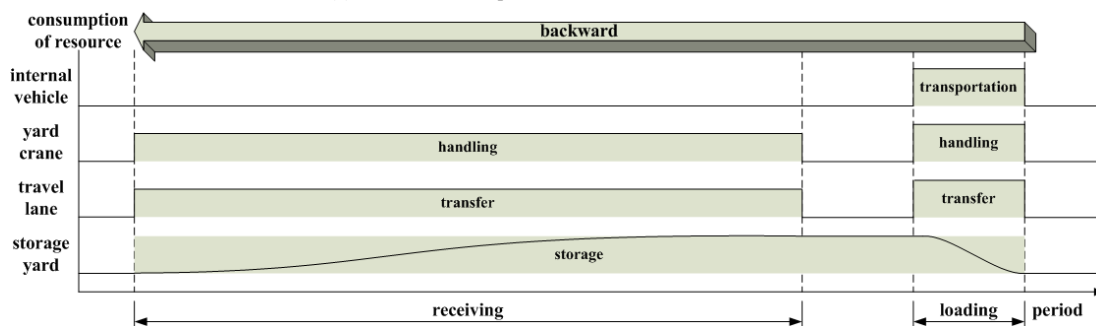 consumption
of resource
backward
internal
vehicle
transportation
yard
crane
handling
handling
travel
lane
transfer
transfer
storage
yard
storage
receiving
loading
period